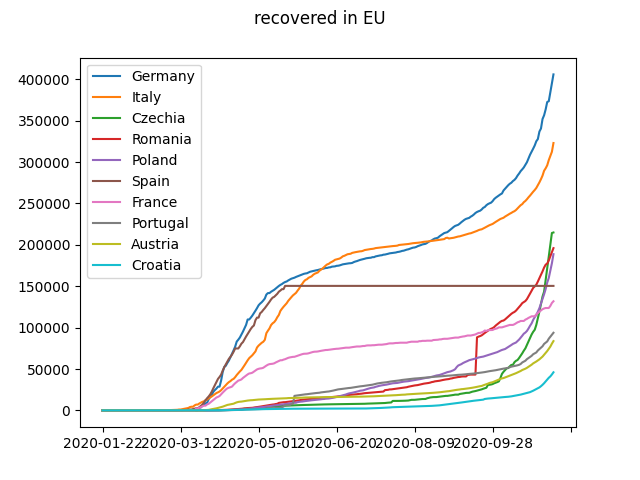 recovered in EU
400000
350000
300000
250000
200000
150000
100000
50000
0
Germany
Italy
Czechia
Romania
Poland
Spain
France
Portugal
Austria
Croatia
2020-01-22 2020-03-12 2020-05-01 2020-06-20 2020-08-09 2020-09-28